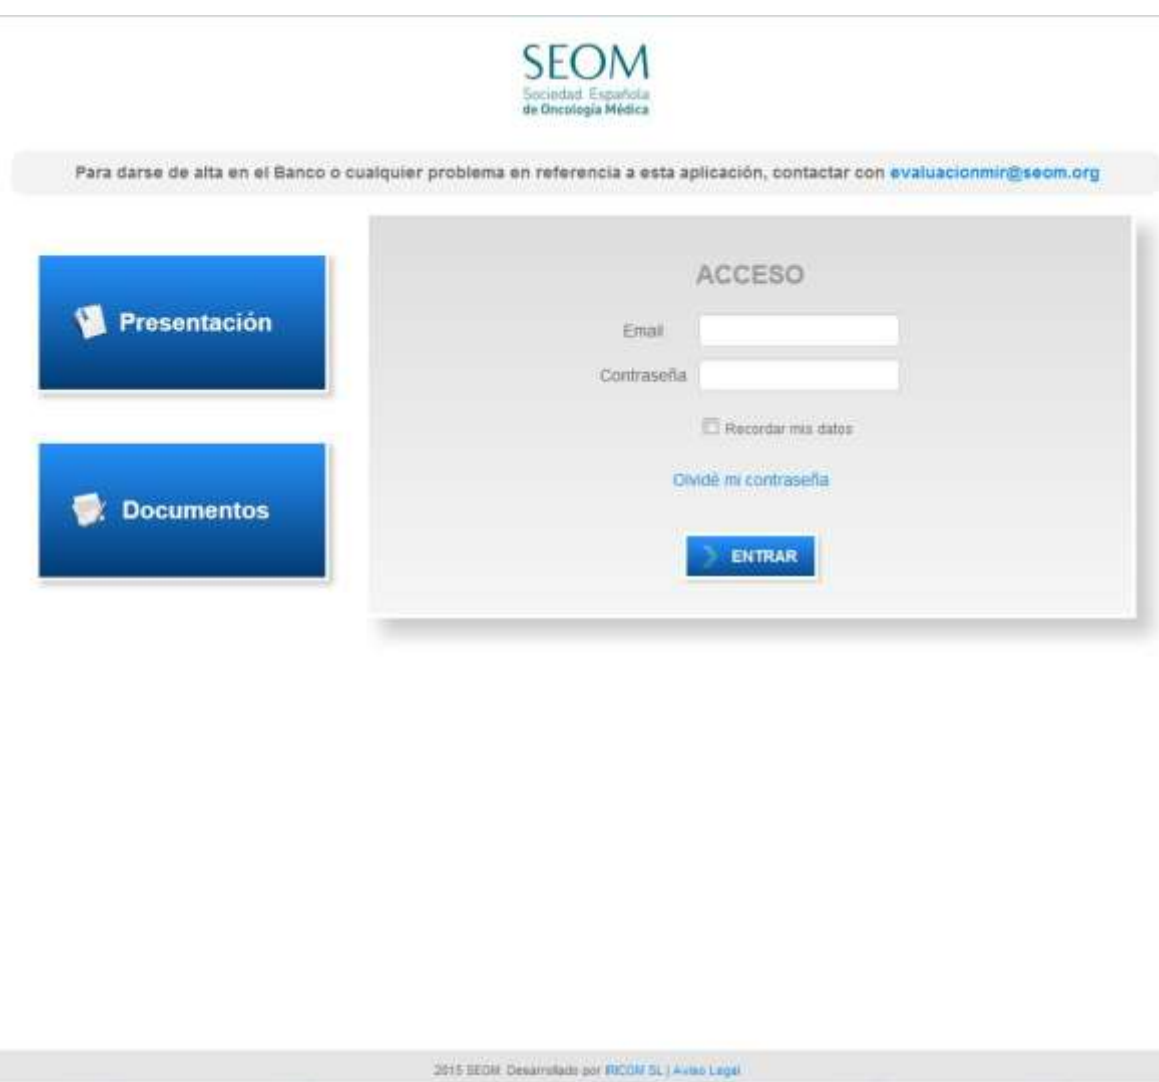 SEOM
Sociedad Española
de Oncología Médica
Para darse de alta en el Banco o cualquier problema en referencia a esta aplicación, contactar con evaluacionmir@seom.org
Presentación
Documentos
ACCESO
Email
Contraseña
Recordar mis datos
Olvidé mi contraseña
ENTRAR
2015 SEOM. Desarrollado por IRICOM SL | Aviso Legal